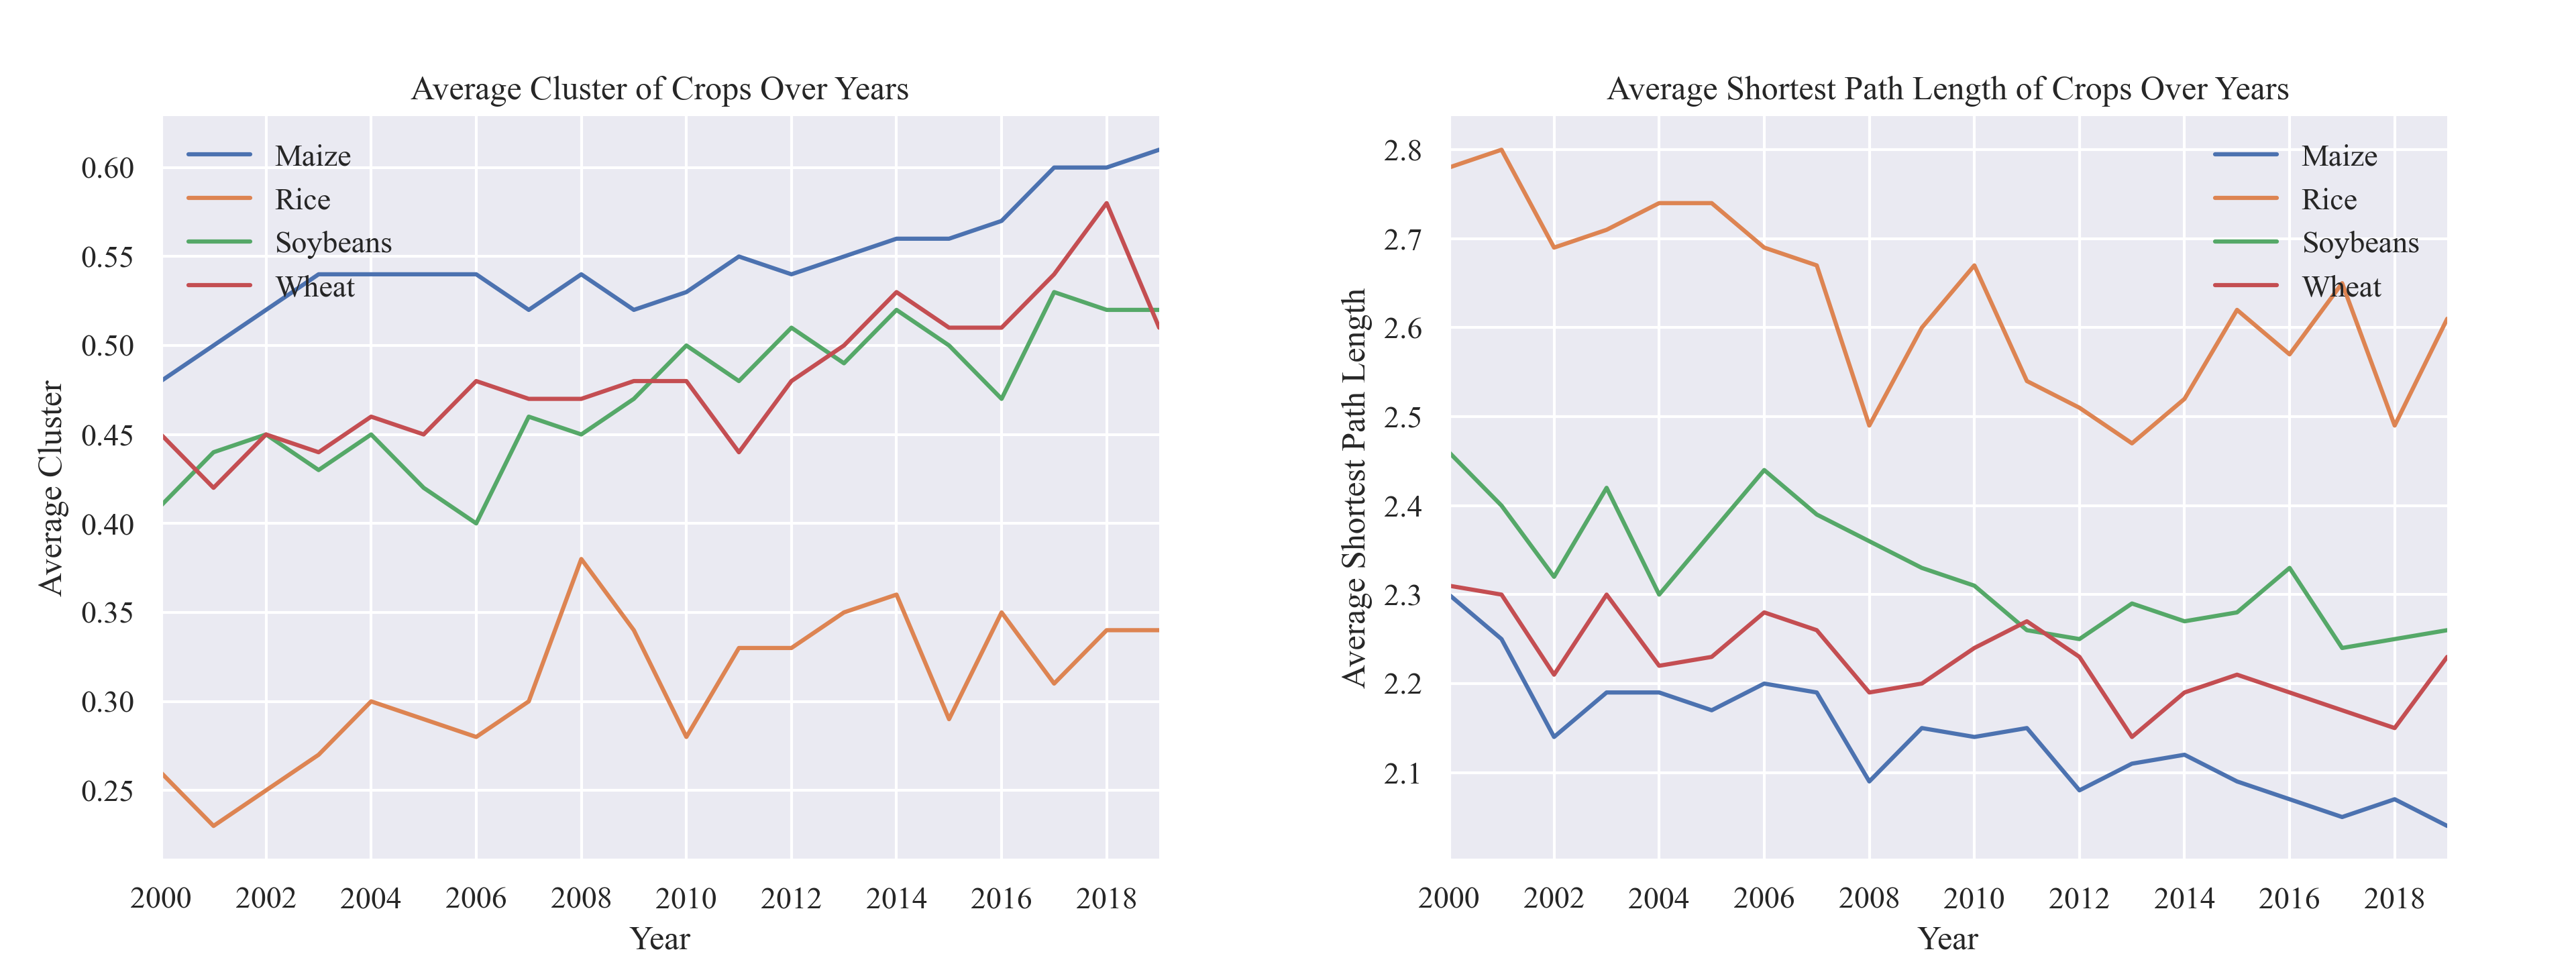 Average Cluster of Crops Over Years
Maize
Rice
Soybeans
Wheat
0.60
0.55
0.50
0.45
0.40
0.35
0.30
0.25
Average Cluster
2000 2002 2004 2006 2008 2010 2012 2014 2016 2018
Year
Average Shortest Path Length of Crops Over Years
Maize
Rice
Soybeans
Wheat
2.8
2.7
2.6
2.5
2.4
2.3
2.2
2.1
Average Shortest Path Length
2000 2002 2004 2006 2008 2010 2012 2014 2016 2018
Year